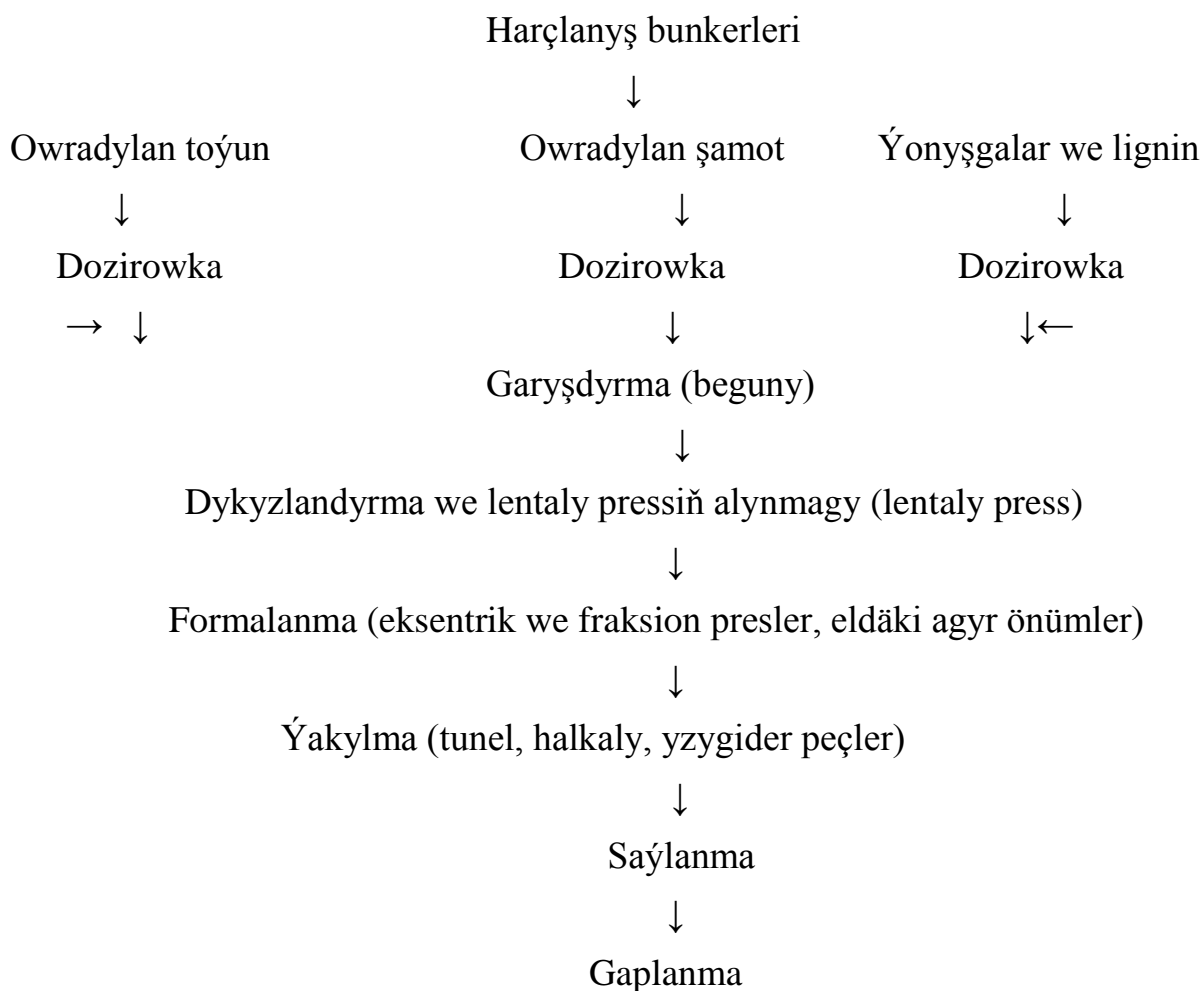 Harçlanyş bunkerleri
↓
Owradylan toýun Owradylan şamot Ýonyşgalar we lignin
↓ ↓ ↓
Dozirowka Dozirowka Dozirowka
→ ↓ ↓ ↓←
Garyşdyrma (beguny)
↓
Dykyzlandyrma we lentaly pressiň alynmagy (lentaly press)
↓
Formalanma (eksentrik we fraksion presler, eldäki agyr önümler)
↓
Ýakylma (tunel, halkaly, yzygider peçler)
↓
Saýlanma
↓
Gaplanma